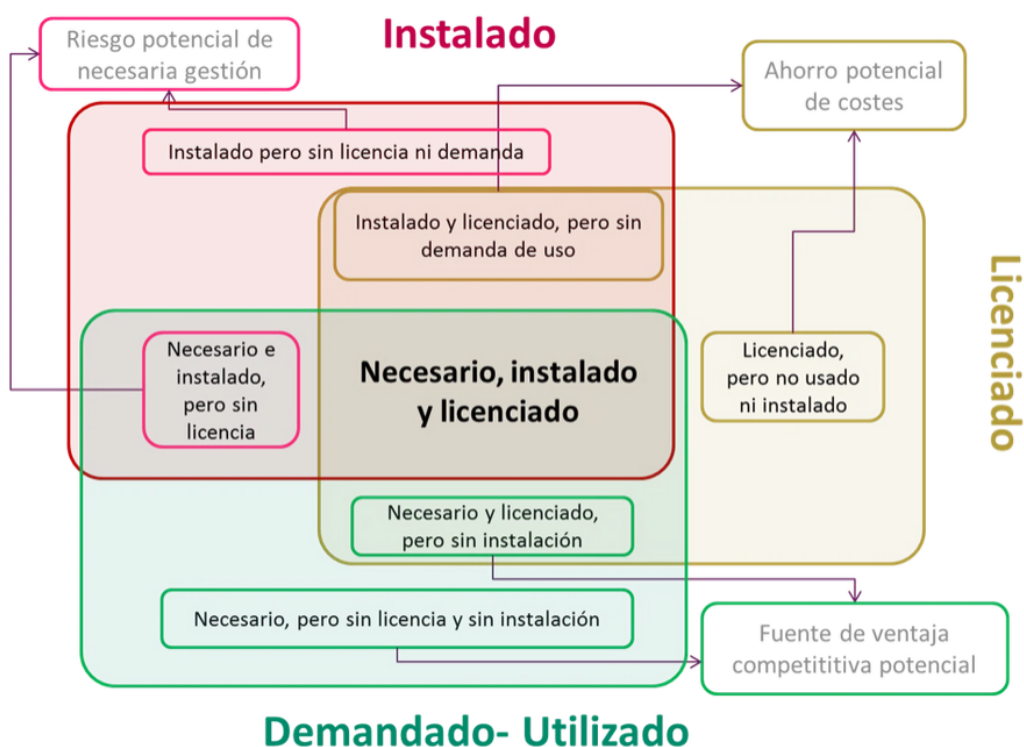 Instalado
Riesgo potencial de
necesaria gestión
Ahorro potencial
de costes
Instalado pero sin licencia ni demanda
Instalado y licenciado, pero sin
demanda de uso
Licenciado
Necesario e
instalado,
pero sin
licencia
Necesario, instalado
y licenciado
Licenciado,
pero no usado
ni instalado
Necesario y licenciado,
pero sin instalación
Necesario, pero sin licencia y sin instalación
Fuente de ventaja
competititiva potencial
Demandado- Utilizado